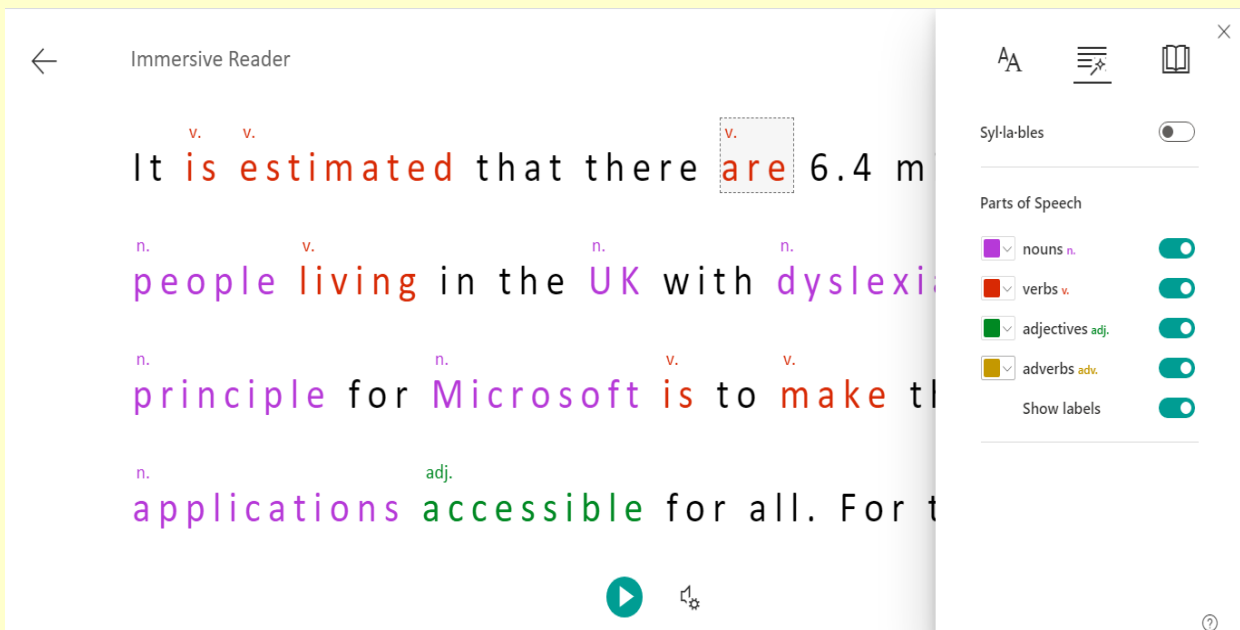 Immersive Reader
v. v. v.
It is estimated that there are 6.4 m
n. v. n. n.
people living in the UK with dyslexia
n. n. v. v.
principle for Microsoft is to make
n. adj.
applications accessible for all. For
Syl·la·bles
Parts of Speech
nouns n.
verbs v.
adjectives adj.
adverbs adv.
Show labels